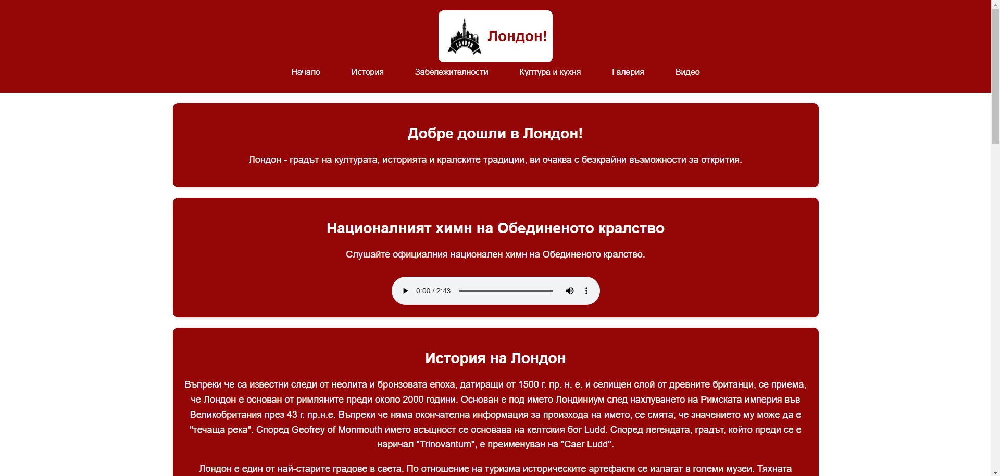 LONDON
Лондон!
Начало История Забележителности Култура и кухня Галерия Видео
Добре дошли в Лондон!
Лондон - градът на културата, историята и кралските традиции, ви очаква с безкрайни възможности за открития.
Националният химн на Обединеното кралство
Слушайте официалния национален химн на Обединеното кралство.
0:00 / 2:43
История на Лондон
Въпреки че са известни следи от неолита и бронзовата епоха, датиращи от 1500 г. пр. н. е. и селищен слой от древните британци, се приема,
че Лондон е основан от римляните преди около 2000 години. Основан е под името Лондиниум след нахлуването на Римската империя във
Великобритания през 43 г. пр.н.е. Въпреки че няма окончателна информация за произхода на името, се смята, че значението му може да е
"течаща река". Според Geofrey of Monmouth името всъщност се основава на келтския бог Ludd. Според легендата, градът, който преди се е
наричал "Trinovantum", е преименуван на "Caer Ludd".
Лондон е един от най-старите градове в света. По отношение на туризма историческите артефакти се излагат в големи музеи. Тяхната